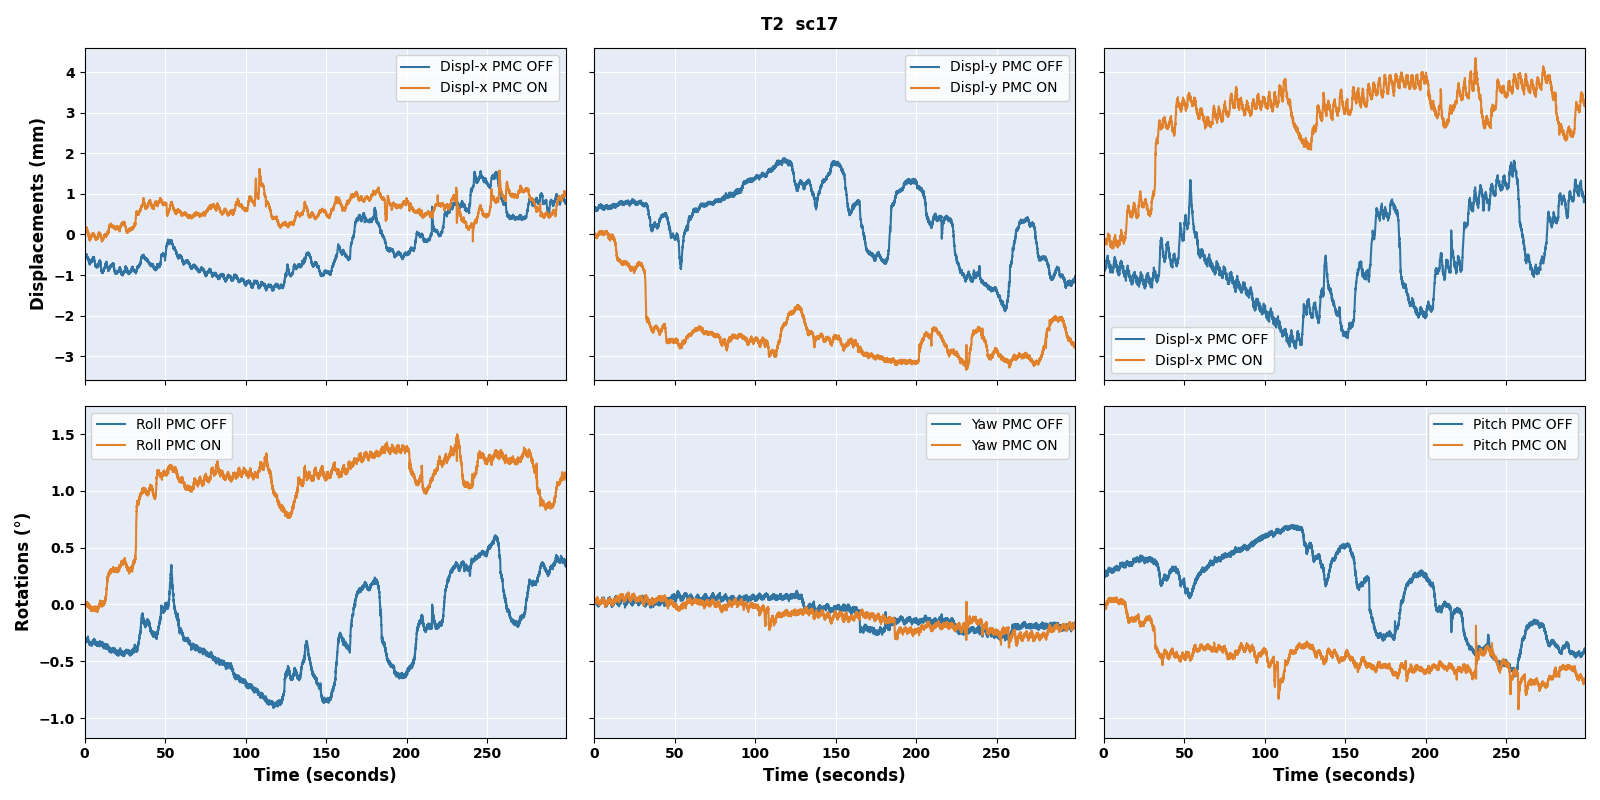 T2 sc17
Displacements (mm)
4
3
2
1
0
−1
−2
−3
Displ-x PMC OFF
Displ-x PMC ON
Displ-y PMC OFF
Displ-y PMC ON
Displ-x PMC OFF
Displ-x PMC ON
Rotations (°)
1.5
1.0
0.5
0.0
−0.5
−1.0
Roll PMC OFF
Roll PMC ON
Yaw PMC OFF
Yaw PMC ON
Pitch PMC OFF
Pitch PMC ON
0 50 100 150 200 250
0 50 100 150 200 250
0 50 100 150 200 250
Time (seconds)
Time (seconds)
Time (seconds)